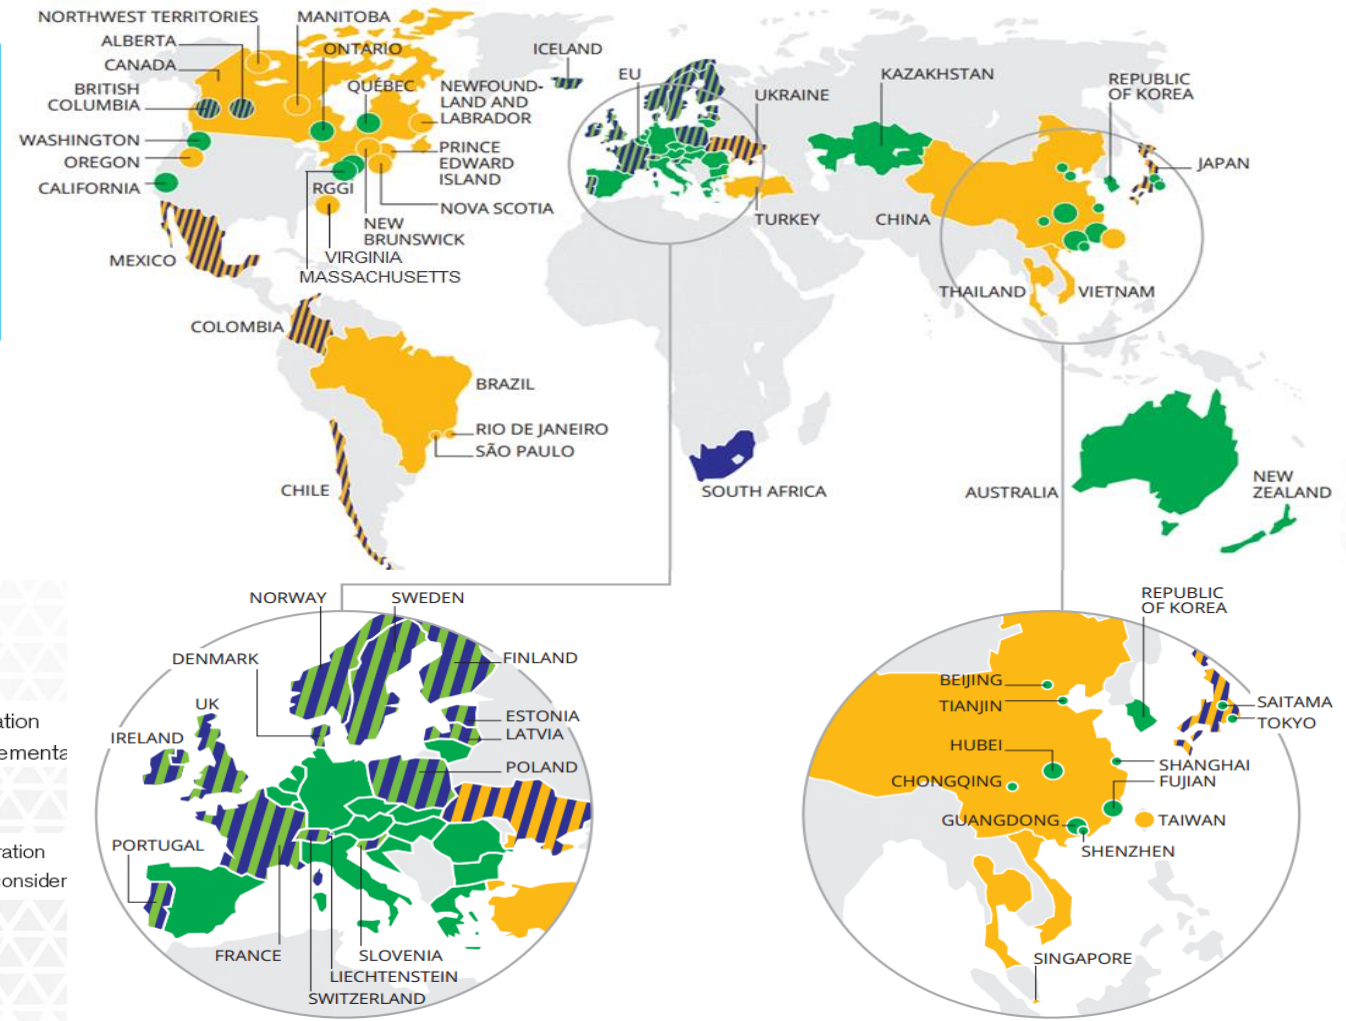 NORTHWEST TERRITORIES
MANITOBA
ALBERTA
ONTARIO
CANADA
BRITISH
COLUMBIA
QUÉBEC
NEWFOUND-
LAND AND
LABRADOR
WASHINGTON
OREGON
CALIFORNIA
PRINCE
EDWARD
ISLAND
RGGI
NOVA SCOTIA
NEW
BRUNSWICK
VIRGINIA
MASSACHUSETTS
MEXICO
COLOMBIA
BRAZIL
RIO DE JANEIRO
SÃO PAULO
CHILE
ICELAND
EU
UKRAINE
KAZAKHSTAN
REPUBLIC
OF KOREA
JAPAN
TURKEY
CHINA
THAILAND
VIETNAM
SOUTH AFRICA
AUSTRALIA
NEW
ZEALAND
ation
ementa
ration
consider
NORWAY
SWEDEN
DENMARK
FINLAND
UK
IRELAND
ESTONIA
LATVIA
POLAND
PORTUGAL
FRANCE
SLOVENIA
LIECHTENSTEIN
SWITZERLAND
REPUBLIC
OF KOREA
BEIJING
TIANJIN
SAITAMA
TOKYO
HUBEI
SHANGHAI
CHONGQING
FUJIAN
GUANGDONG
TAIWAN
SHENZHEN
SINGAPORE